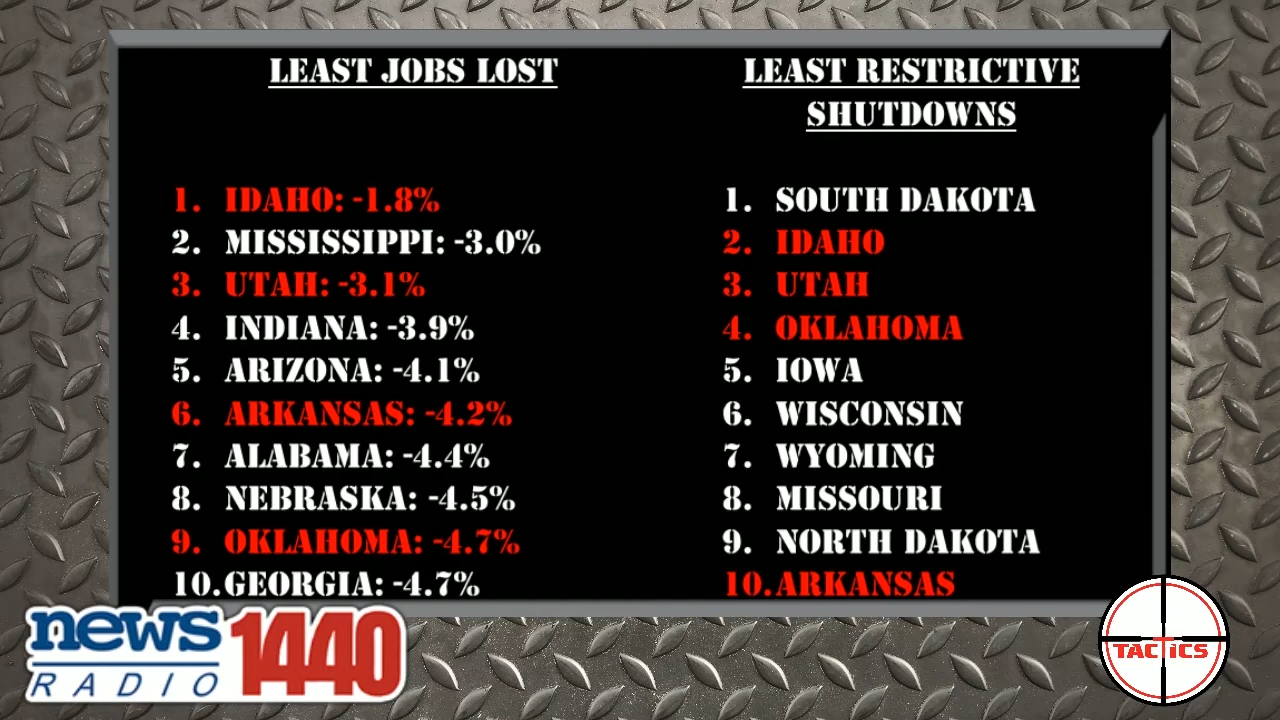 LEAST JOBS LOST
1. IDAHO: -1.8%
2. MISSISSIPPI: -3.0%
3. UTAH: -3.1%
4. INDIANA: -3.9%
5. ARIZONA: -4.1%
6. ARKANSAS: -4.2%
7. ALABAMA: -4.4%
8. NEBRASKA: -4.5%
9. OKLAHOMA: -4.7%
10. GEORGIA: -4.7%
LEAST RESTRICTIVE
SHUTDOWNS
1. SOUTH DAKOTA
2. IDAHO
3. UTAH
4. OKLAHOMA
5. IOWA
6. WISCONSIN
7. WYOMING
8. MISSOURI
9. NORTH DAKOTA
10. ARKANSAS
news 1440
RADIO
TACTICS